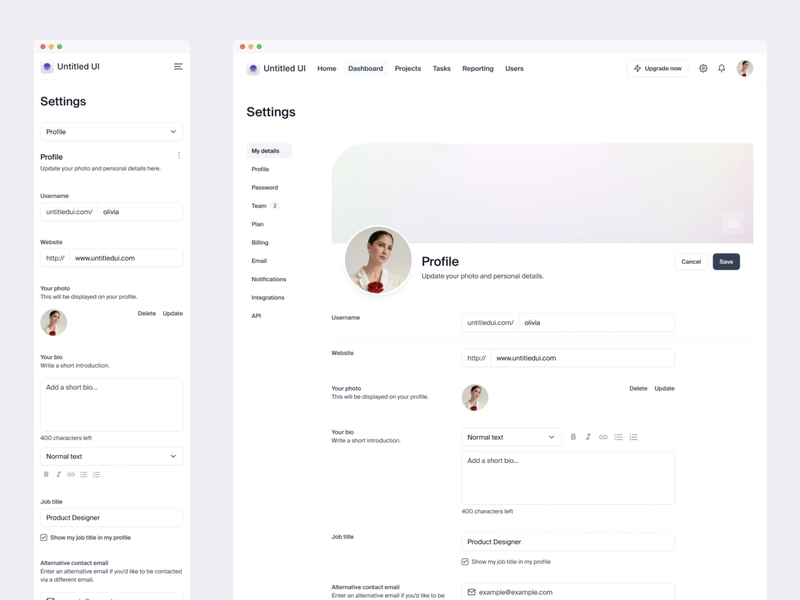 Untitled UI
Settings
Profile
Profile
Update your photo and personal details here.
Username
untitledui.com/ olivia
Website
http:// www.untitledui.com
Your photo
This will be displayed on your profile.
Delete Update
Your bio
Write a short introduction.
Add a short bio...
400 characters left
Normal text
B I
Job title
Product Designer
Show my job title in my profile
Alternative contact email
Enter an alternative email if you'd like to be contacted
via a different email.
Untitled UI Home Dashboard Projects Tasks Reporting Users Upgrade now
Settings
My details
Profile
Password
Team 2
Plan
Billing
Email
Notifications
Integrations
API
Profile
Update your photo and personal details.
Cancel Save
Username
untitledui.com/ olivia
Website
http:// www.untitledui.com
Your photo
This will be displayed on your profile.
Delete Update
Your bio
Write a short introduction.
Normal text B I
Add a short bio...
400 characters left
Job title
Product Designer
Show my job title in my profile
Alternative contact email
Enter an alternative email if you'd like to be
example@example.com